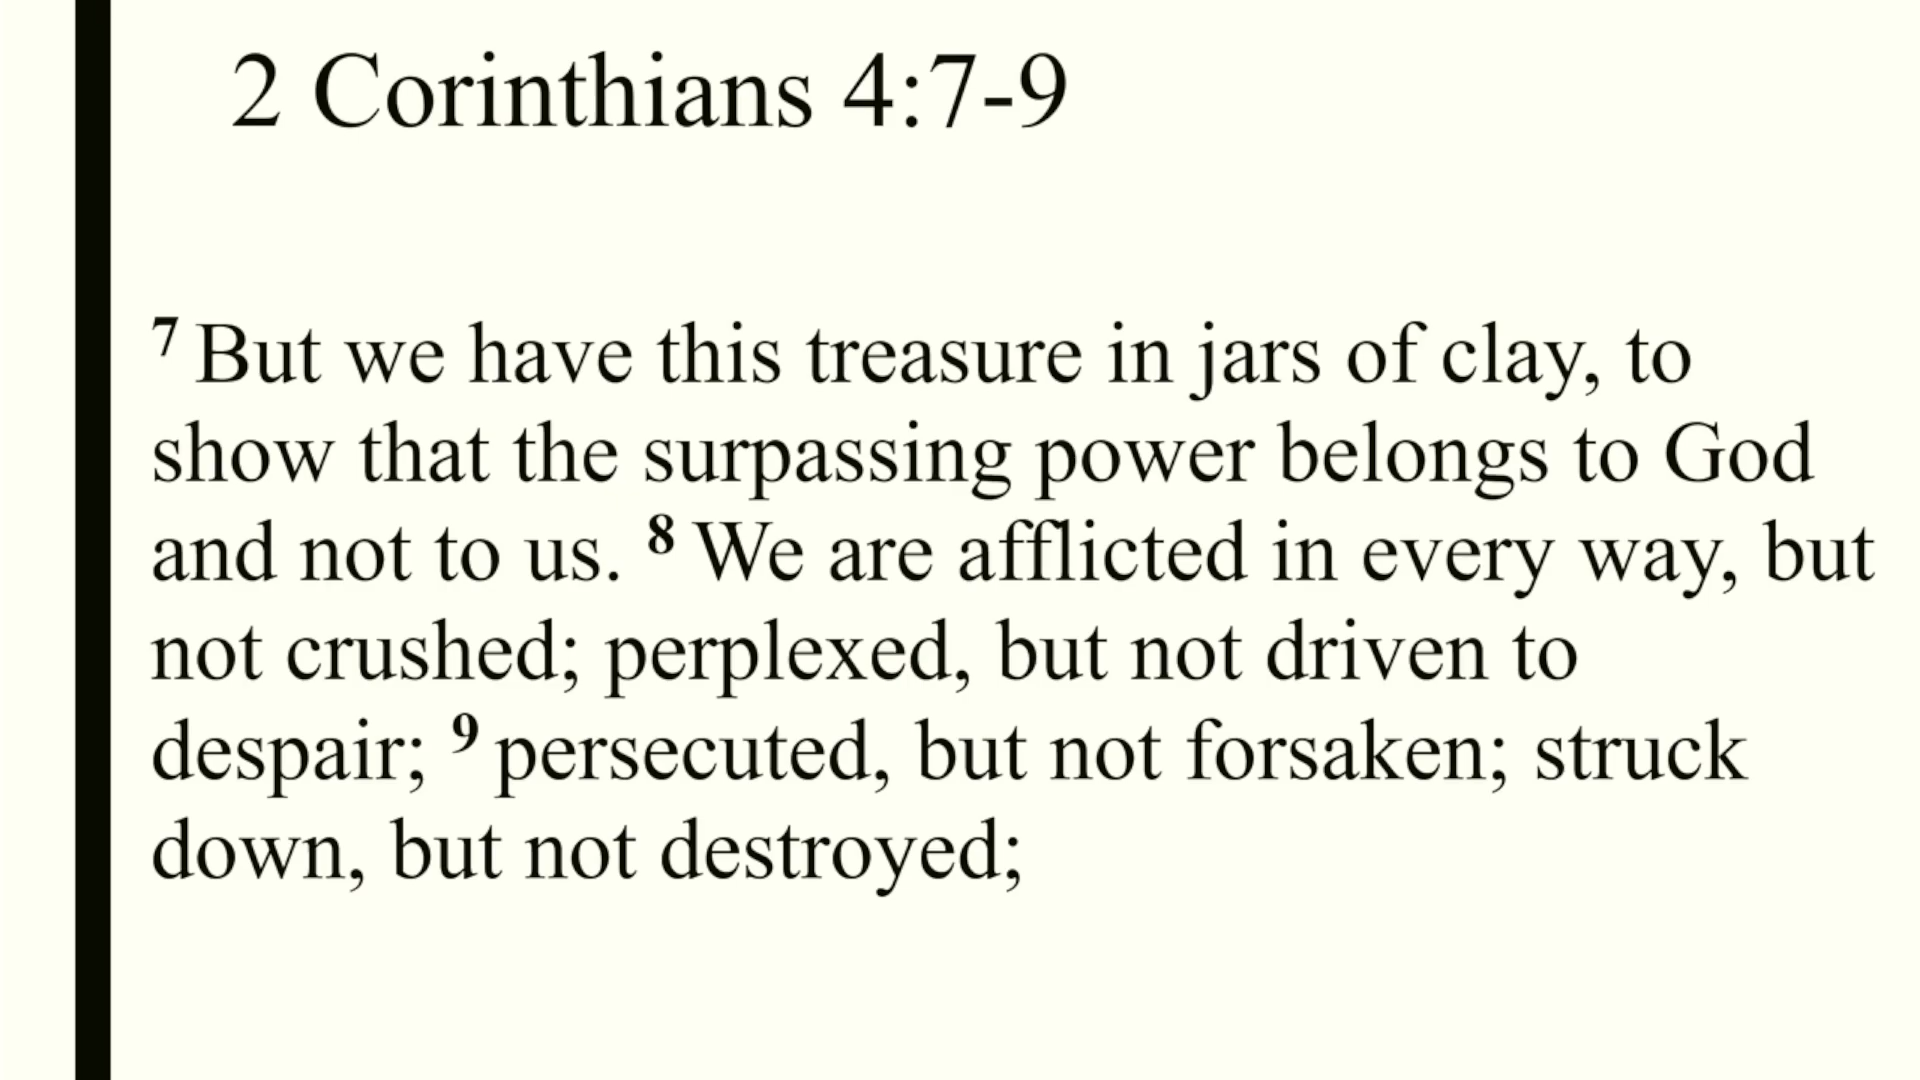 2 Corinthians 4:7-9
7 But we have this treasure in jars of clay, to
show that the surpassing power belongs to God
and not to us. 8 We are afflicted in every way, but
not crushed; perplexed, but not driven to
despair; 9 persecuted, but not forsaken; struck
down, but not destroyed;